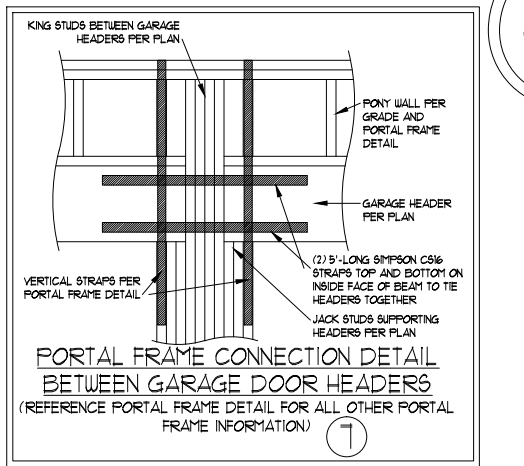 KING STUDS BETWEEN GARAGE
HEADERS PER PLAN
PONY WALL PER
GRADE AND
PORTAL FRAME
DETAIL
GARAGE HEADER
PER PLAN
(2) 5'-LONG SIMPSON CS16
STRAPS TOP AND BOTTOM ON
INSIDE FACE OF BEAM TO TIE
HEADERS TOGETHER
VERTICAL STRAPS PER
PORTAL FRAME DETAIL
JACK STUDS SUPPORTING
HEADERS PER PLAN
PORTAL FRAME CONNECTION DETAIL
BETWEEN GARAGE DOOR HEADERS
(REFERENCE PORTAL FRAME DETAIL FOR ALL OTHER PORTAL
FRAME INFORMATION)
7